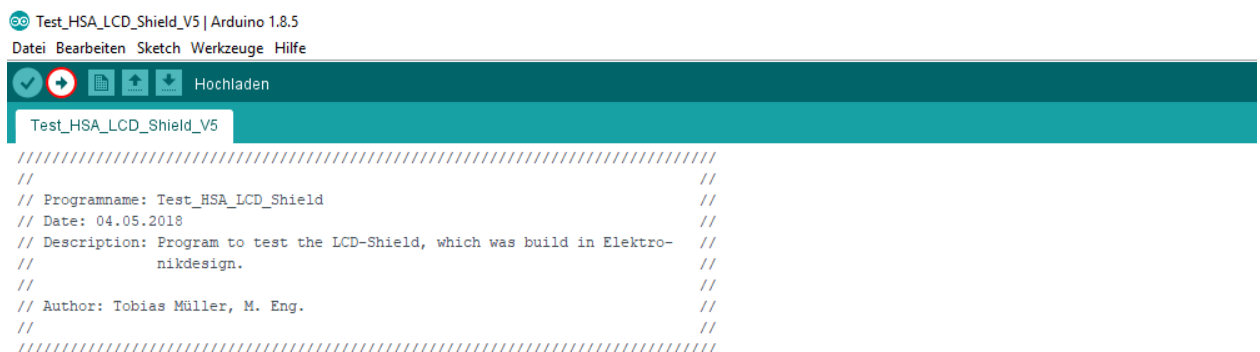 Test_HSA_LCD_Shield_V5 | Arduino 1.8.5
Datei Bearbeiten Sketch Werkzeuge Hilfe
Hochladen
Test_HSA_LCD_Shield_V5
////////////////////////////////////////////////////////////////////////////////
// //
// Programname: Test_HSA_LCD_Shield //
// Date: 04.05.2018 //
// Description: Program to test the LCD-Shield, which was build in Elektro- //
// nikdesign. //
// //
// Author: Tobias Müller, M. Eng. //
// //
////////////////////////////////////////////////////////////////////////////////